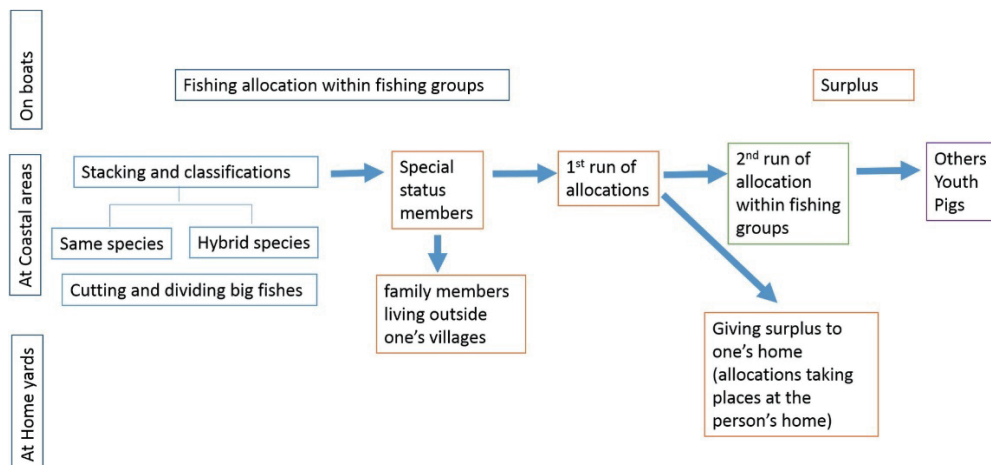 On boats
Fishing allocation within fishing groups
Surplus
At Coastal areas
Stacking and classifications
Same species
Hybrid species
Cutting and dividing big fishes
Special
status
members
family members
living outside
one's villages
1st run of
allocations
2nd run of
allocation
within fishing
groups
Others
Youth
Pigs
At Home yards
Giving surplus to
one's home
(allocations taking
places at the
person's home)